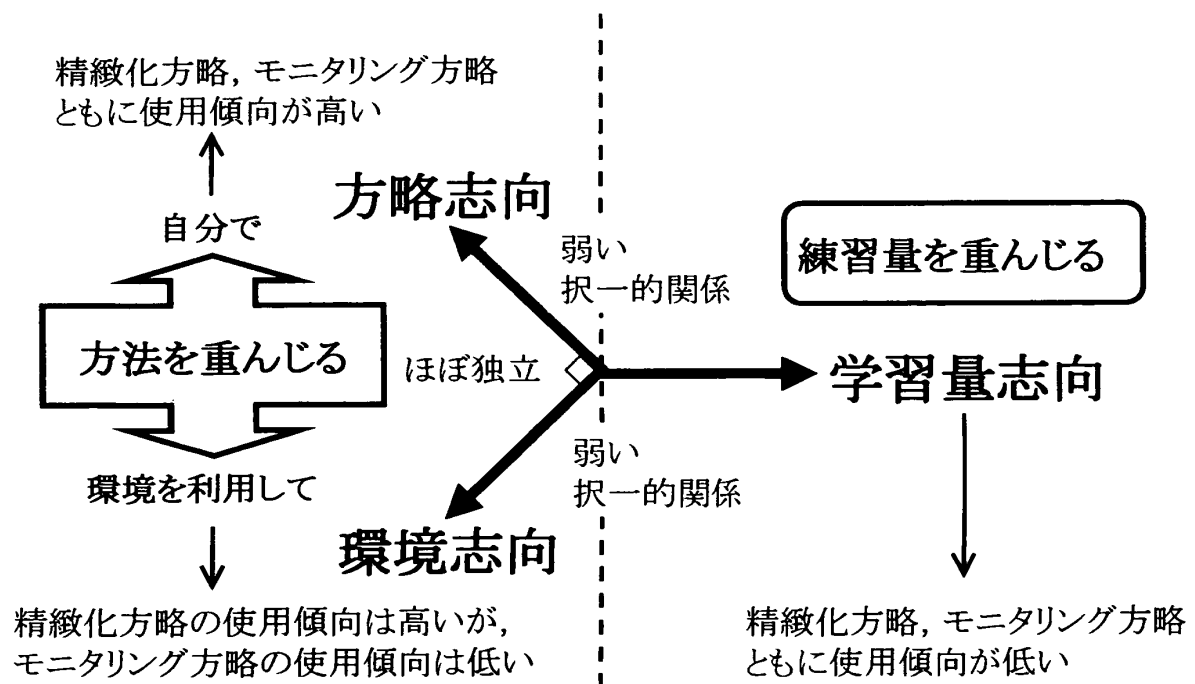 精緻化方略, モニタリング方略
ともに使用傾向が高い
自分で
方略志向
弱い
択一的関係
練習量を重んじる
方法を重んじる
ほぼ独立
学習量志向
弱い
択一的関係
環境を利用して
環境志向
精緻化方略の使用傾向は高いが,
モニタリング方略の使用傾向は低い
精緻化方略, モニタリング方略
ともに使用傾向が低い